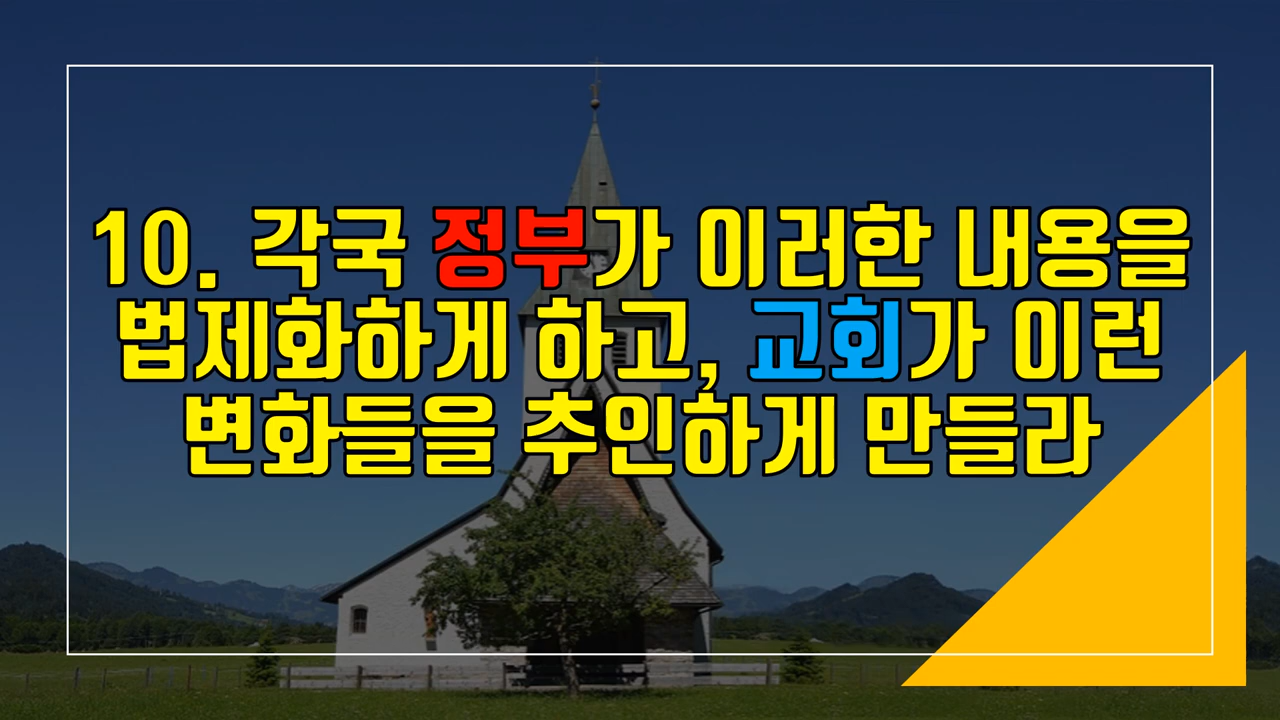 10. 각국 정부가 이러한 내용을
법제화하게 하고, 교회가 이런
변화들을 추인하게 만들라